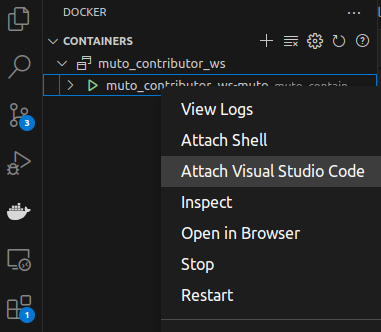 DOCKER
CONTAINERS
muto_contributor_ws
muto_contributor_ws-muto muto_contain
View Logs
Attach Shell
3
Attach Visual Studio Code
Inspect
Open in Browser
Stop
Restart
1